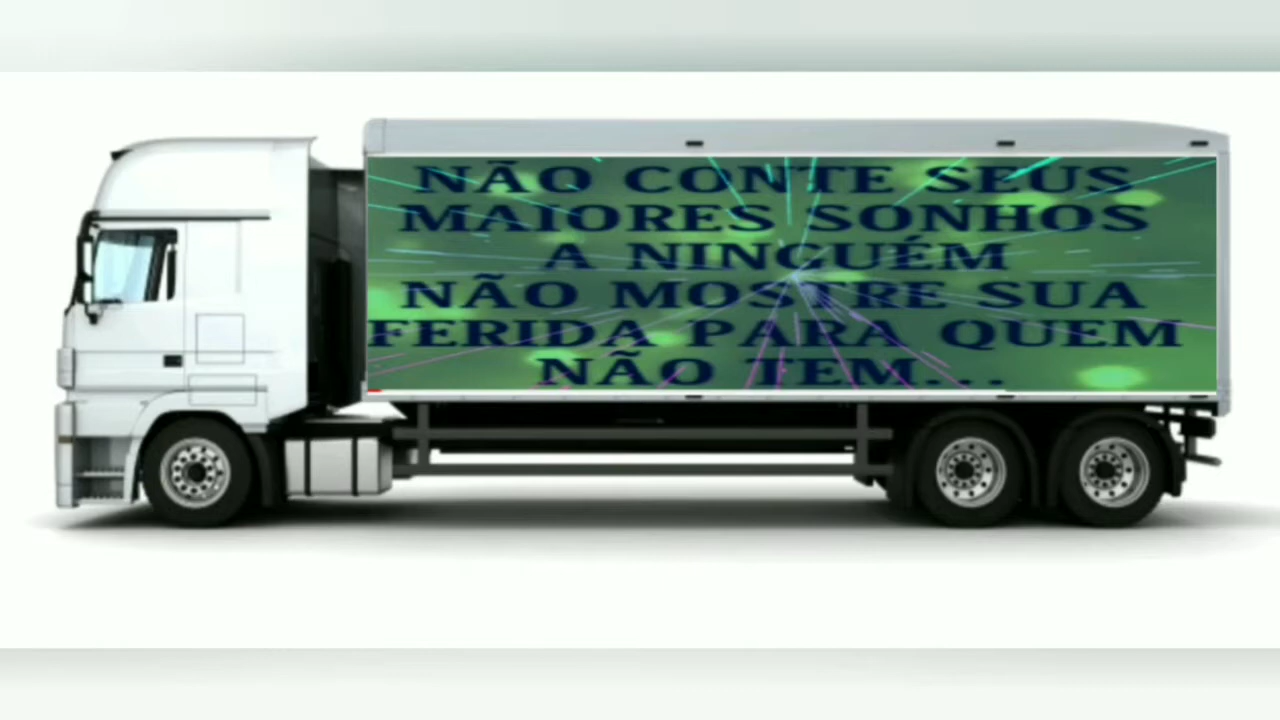 NÃO CONTE SEUS
MAIORES SONHOS
A NINGUÉM
NÃO MOSTRE SUA
FERIDA PARA QUEM
NÃO TEM...